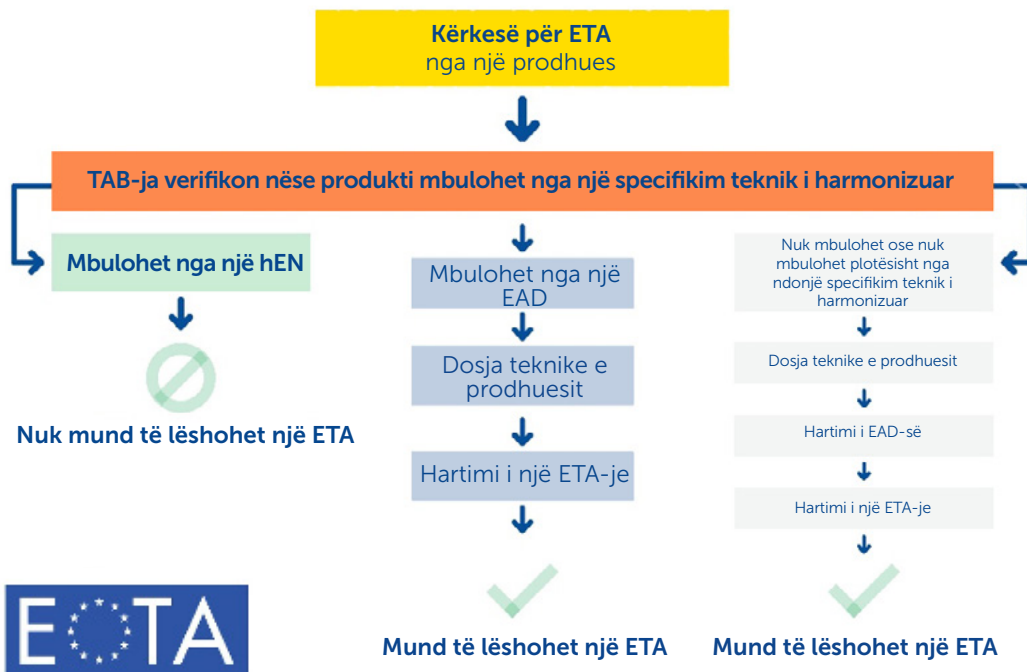 Kërkesë për ETA
nga një prodhues
TAB-ja verifikon nëse produkti mbulohet nga një specifikim teknik i harmonizuar
Mbulohet nga një hEN
Nuk mund të lëshohet një ETA
Mbulohet nga një
EAD
Dosja teknike e
prodhuesit
Hartimi i një ETA-je
Mund të lëshohet një ETA
Nuk mbulohet ose nuk
mbulohet plotësisht nga
ndonjë specifikim teknik i
harmonizuar
Dosja teknike e prodhuesit
Hartimi i EAD-së
Hartimi i një ETA-je
Mund të lëshohet një ETA
EOTA